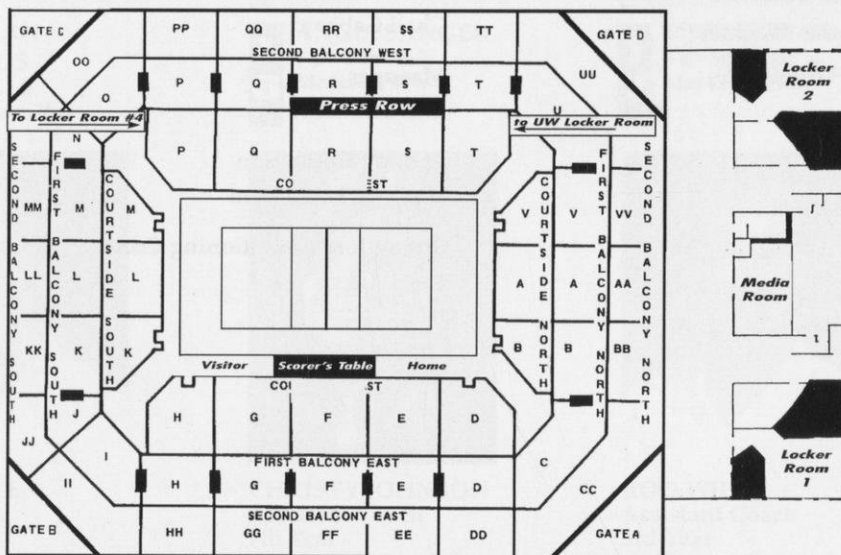 GATE C
PP
RR
SS
TT
GATE D
SECOND BALCONY WEST
OO
UU
O
P
Q
R
S
T
U
Press Row
To Locker Room #4
to UW Locker Room
N
P
Q
R
S
T
SECOND BALCONY SOUTH
FIRST BALCONY SOUTH
COURTSIDE SOUTH
COURTSIDE NORTH
FIRST BALCONY NORTH
SECOND BALCONY NORTH
MM
M
M
V
V
VV
LL
L
L
A
A
AA
KK
K
K
B
B
BB
Visitor
Scorer's Table
Home
JJ
J
H
G
F
E
D
I
C
FIRST BALCONY EAST
II
H
G
F
E
CC
SECOND BALCONY EAST
GATE B
HH
GG
FF
EE
DD
GATE A
Locker
Room
2
Media
Room
Locker
Room
1